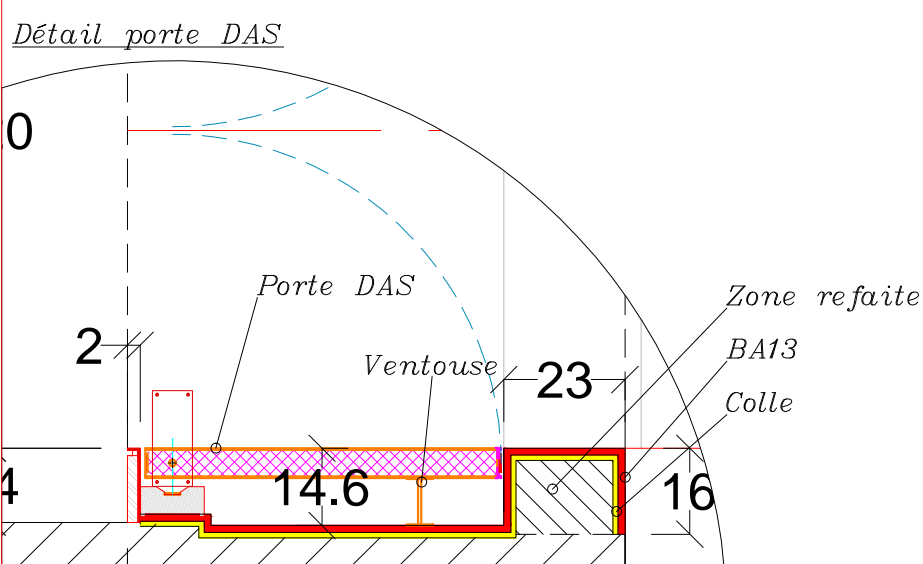 Détail porte DAS
0
Porte DAS
Zone refaite
2
BA13
Ventouse
23
Colle
4
14.6
16